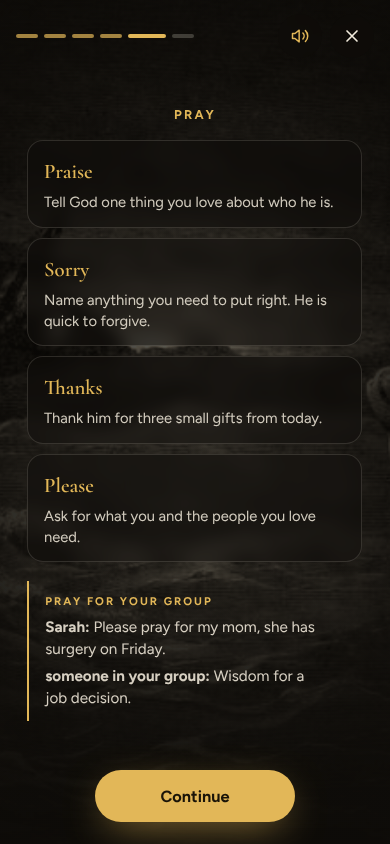 PRAY
Praise
Tell God one thing you love about who he is.
Sorry
Name anything you need to put right. He is
quick to forgive.
Thanks
Thank him for three small gifts from today.
Please
Ask for what you and the people you love
need.
PRAY FOR YOUR GROUP
Sarah: Please pray for my mom, she has
surgery on Friday.
someone in your group: Wisdom for a
job decision.
Continue